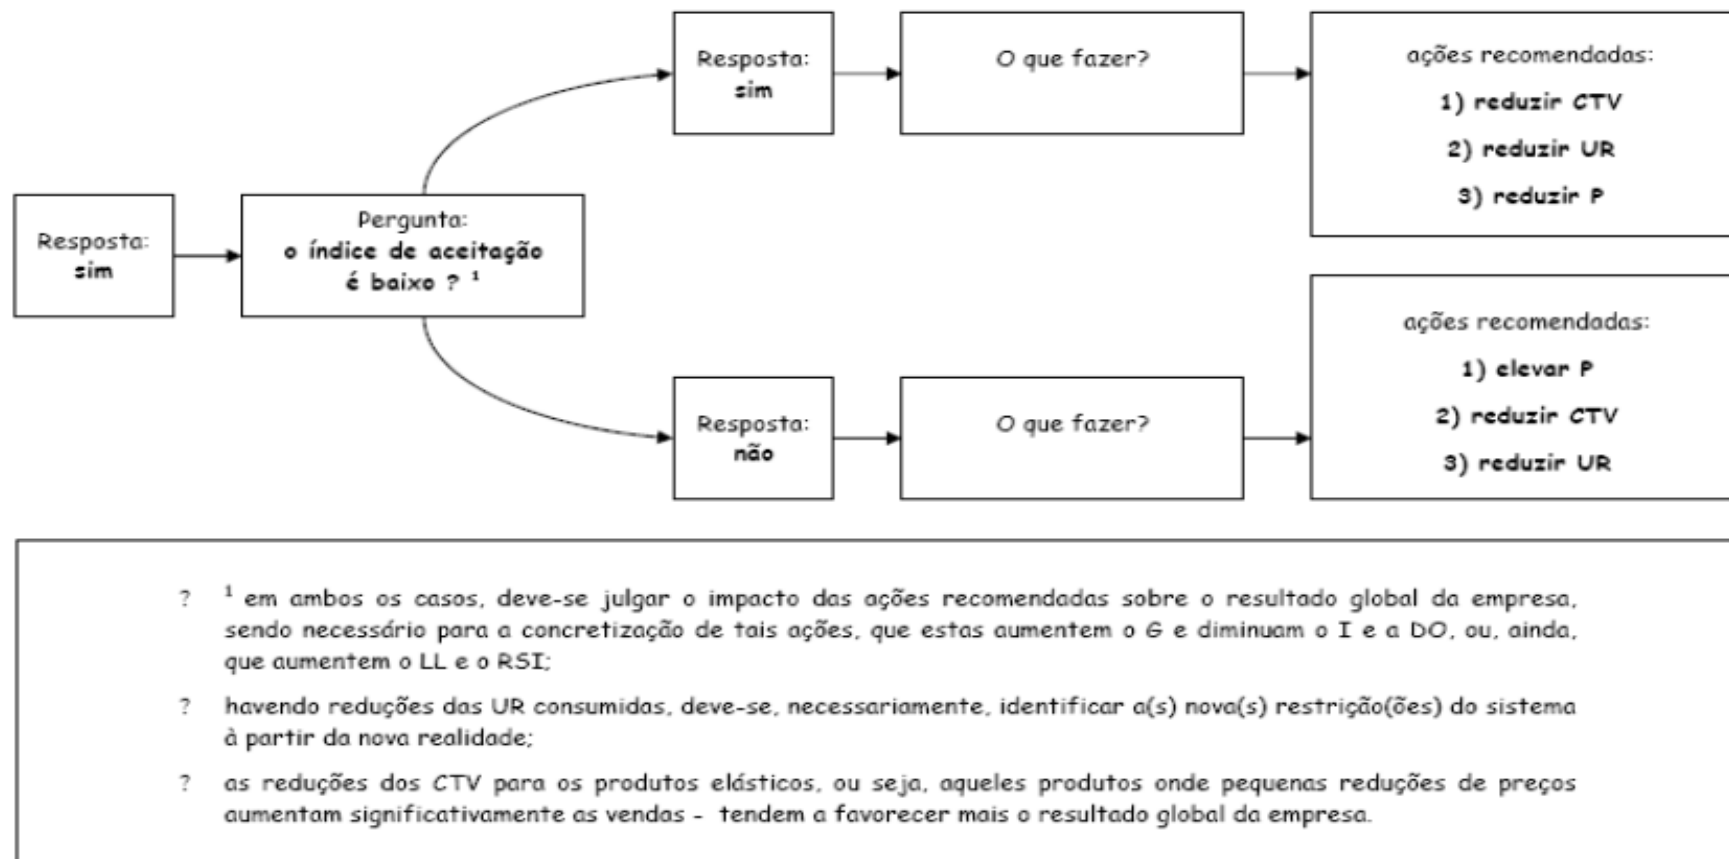 Resposta:
sim
Pergunta:
o índice de aceitação
é baixo ? ¹
Resposta:
sim
O que fazer?
ações recomendadas:
1) reduzir CTV
2) reduzir UR
3) reduzir P
Resposta:
não
O que fazer?
ações recomendadas:
1) elevar P
2) reduzir CTV
3) reduzir UR
? ¹ em ambos os casos, deve-se julgar o impacto das ações recomendadas sobre o resultado global da empresa,
sendo necessário para a concretização de tais ações, que estas aumentem o G e diminuam o I e a DO, ou, ainda,
que aumentem o LL e o RSI;
? havendo reduções das UR consumidas, deve-se, necessariamente, identificar a(s) nova(s) restrição(ões) do sistema
à partir da nova realidade;
? as reduções dos CTV para os produtos elásticos, ou seja, aqueles produtos onde pequenas reduções de preços
aumentam significativamente as vendas - tendem a favorecer mais o resultado global da empresa.